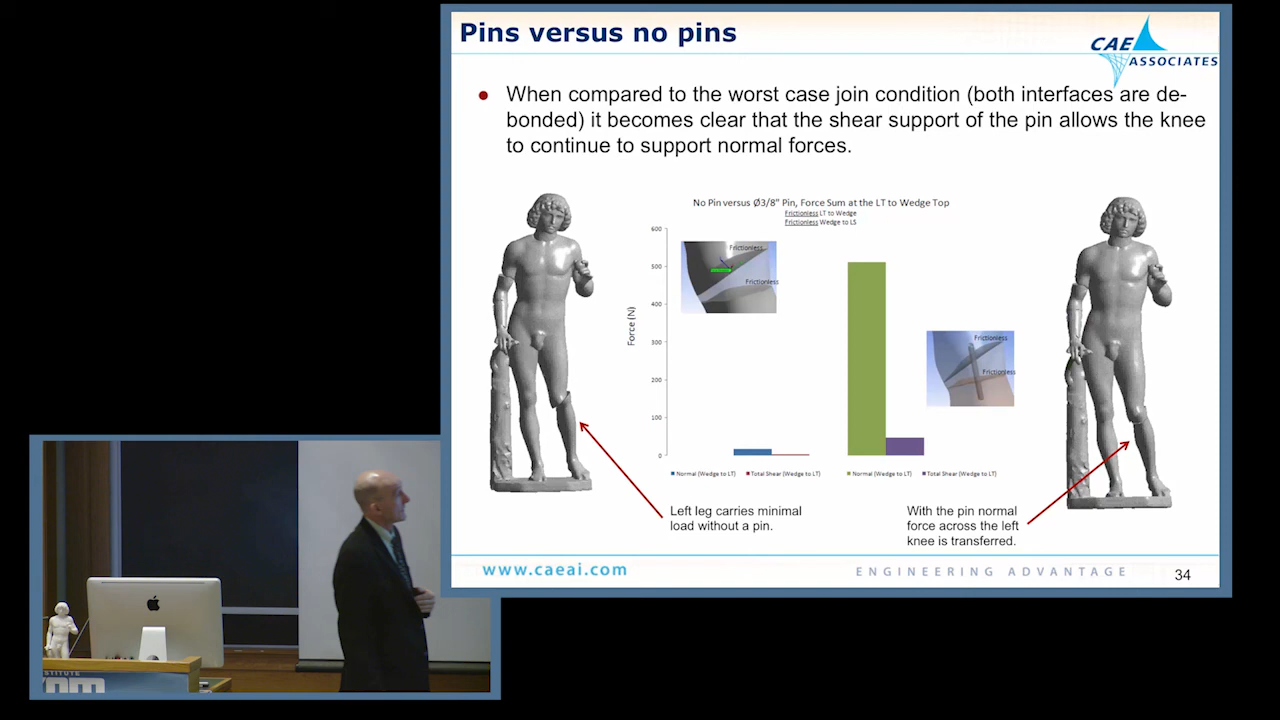 Pins versus no pins
CAE
ASSOCIATES
● When compared to the worst case join condition (both interfaces are de-
bonded) it becomes clear that the shear support of the pin allows the knee
to continue to support normal forces.
No Pin versus Ø3/8" Pin, Force Sum at the LT to Wedge Top
Frictionless LT to Wedge
Frictionless Wedge to LS
Force (N)
600
500
400
300
200
100
0
Frictionless
Frictionless
Frictionless
Frictionless
Normal (Wedge to LT) Total Shear (Wedge to LT) Normal (Wedge to LT) Total Shear (Wedge to LT)
Left leg carries minimal
load without a pin.
With the pin normal
force across the left
knee is transferred.
www.caeai.com
ENGINEERING ADVANTAGE
34